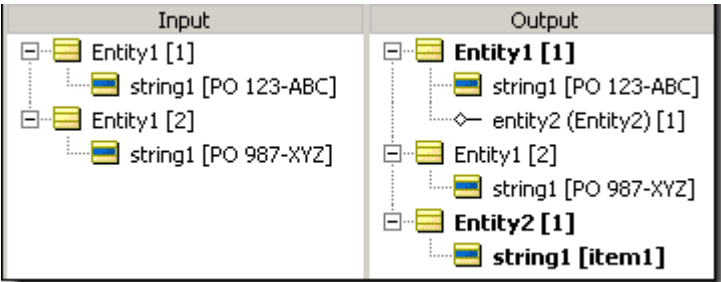 Input
Entity1 [1]
string1 [PO 123-ABC]
Entity1 [2]
string1 [PO 987-XYZ]
Output
Entity1 [1]
string1 [PO 123-ABC]
entity2 (Entity2) [1]
Entity1 [2]
string1 [PO 987-XYZ]
Entity2 [1]
string1 [item1]